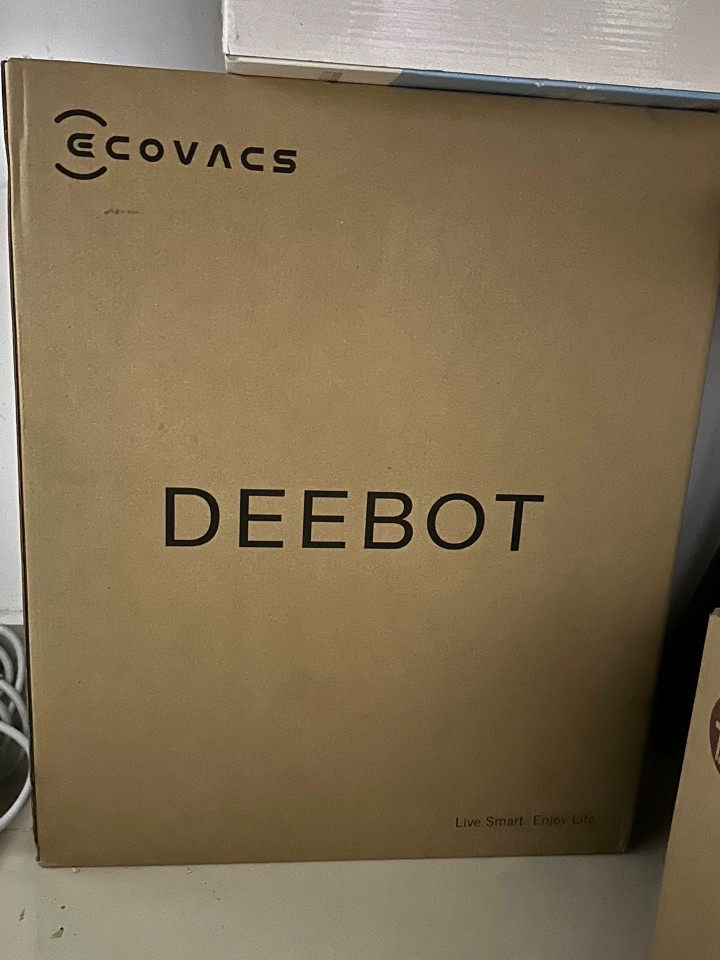 ECOVACS
DEEBOT
Live Smart. Enjoy Life.